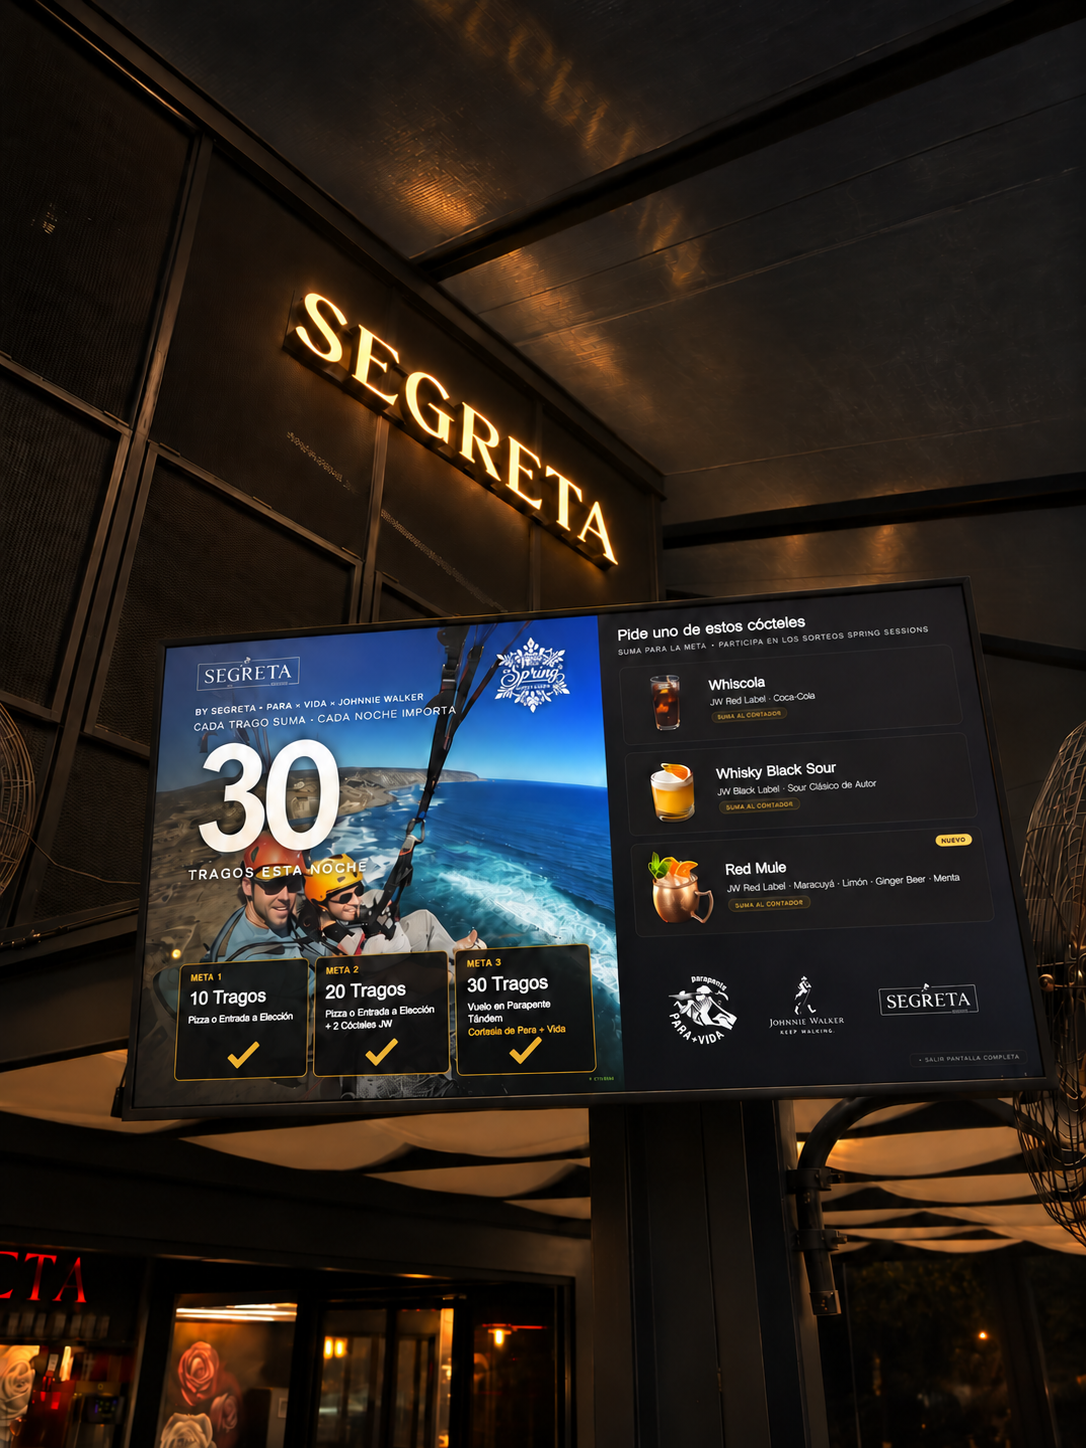 SEGRETA
SEGRETA
Spring
BY SEGRETA • PARA × VIDA × JOHNNIE WALKER
CADA TRAGO SUMA · CADA NOCHE IMPORTA
30
TRAGOS ESTA NOCHE
META 1
10 Tragos
Pizza o Entrada a Elección
META 2
20 Tragos
Pizza o Entrada a Elección
+ 2 Cócteles JW
META 3
30 Tragos
Vuelo en Parapente
Tándem
Cortesía de Pera + Vida
Pide uno de estos cócteles
SUMA PARA LA META • PARTICIPA EN LOS SORTEOS SPRING SESSIONS
Whiscola
JW Red Label · Coca-Cola
SUMA AL CONTADOR
Whisky Black Sour
JW Black Label · Sour Clásico de Autor
SUMA AL CONTADOR
NUEVO
Red Mule
JW Red Label · Maracuyá · Limón · Ginger Beer · Menta
SUMA AL CONTADOR
parapente
PARA+VIDA
JOHNNIE WALKER
KEEP WALKING.
SEGRETA
SALIR PANTALLA COMPLETA
ETA